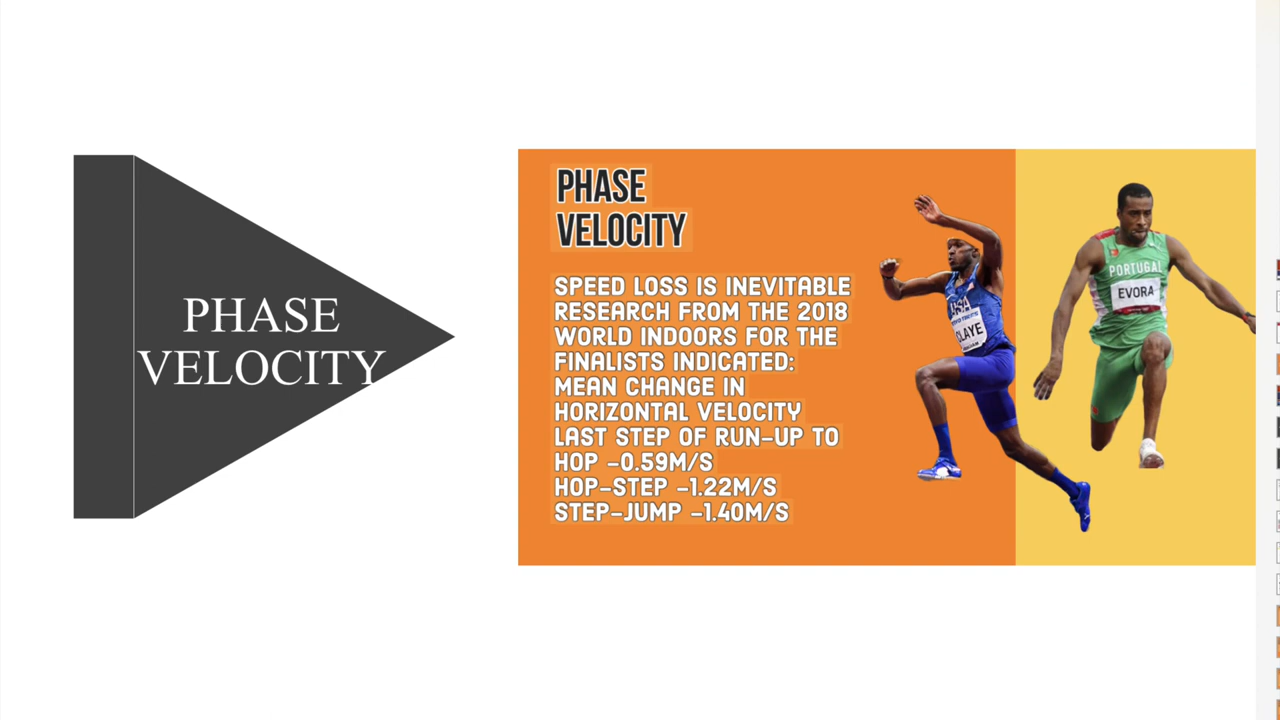 PHASE
VELOCITY
PHASE
VELOCITY
SPEED LOSS IS INEVITABLE
RESEARCH FROM THE 2018
WORLD INDOORS FOR THE
FINALISTS INDICATED:
MEAN CHANGE IN
HORIZONTAL VELOCITY
LAST STEP OF RUN-UP TO
HOP -0.59M/S
HOP-STEP -1.22M/S
STEP-JUMP -1.40M/S
USA
CLAYE
PORTUGAL
EVORA